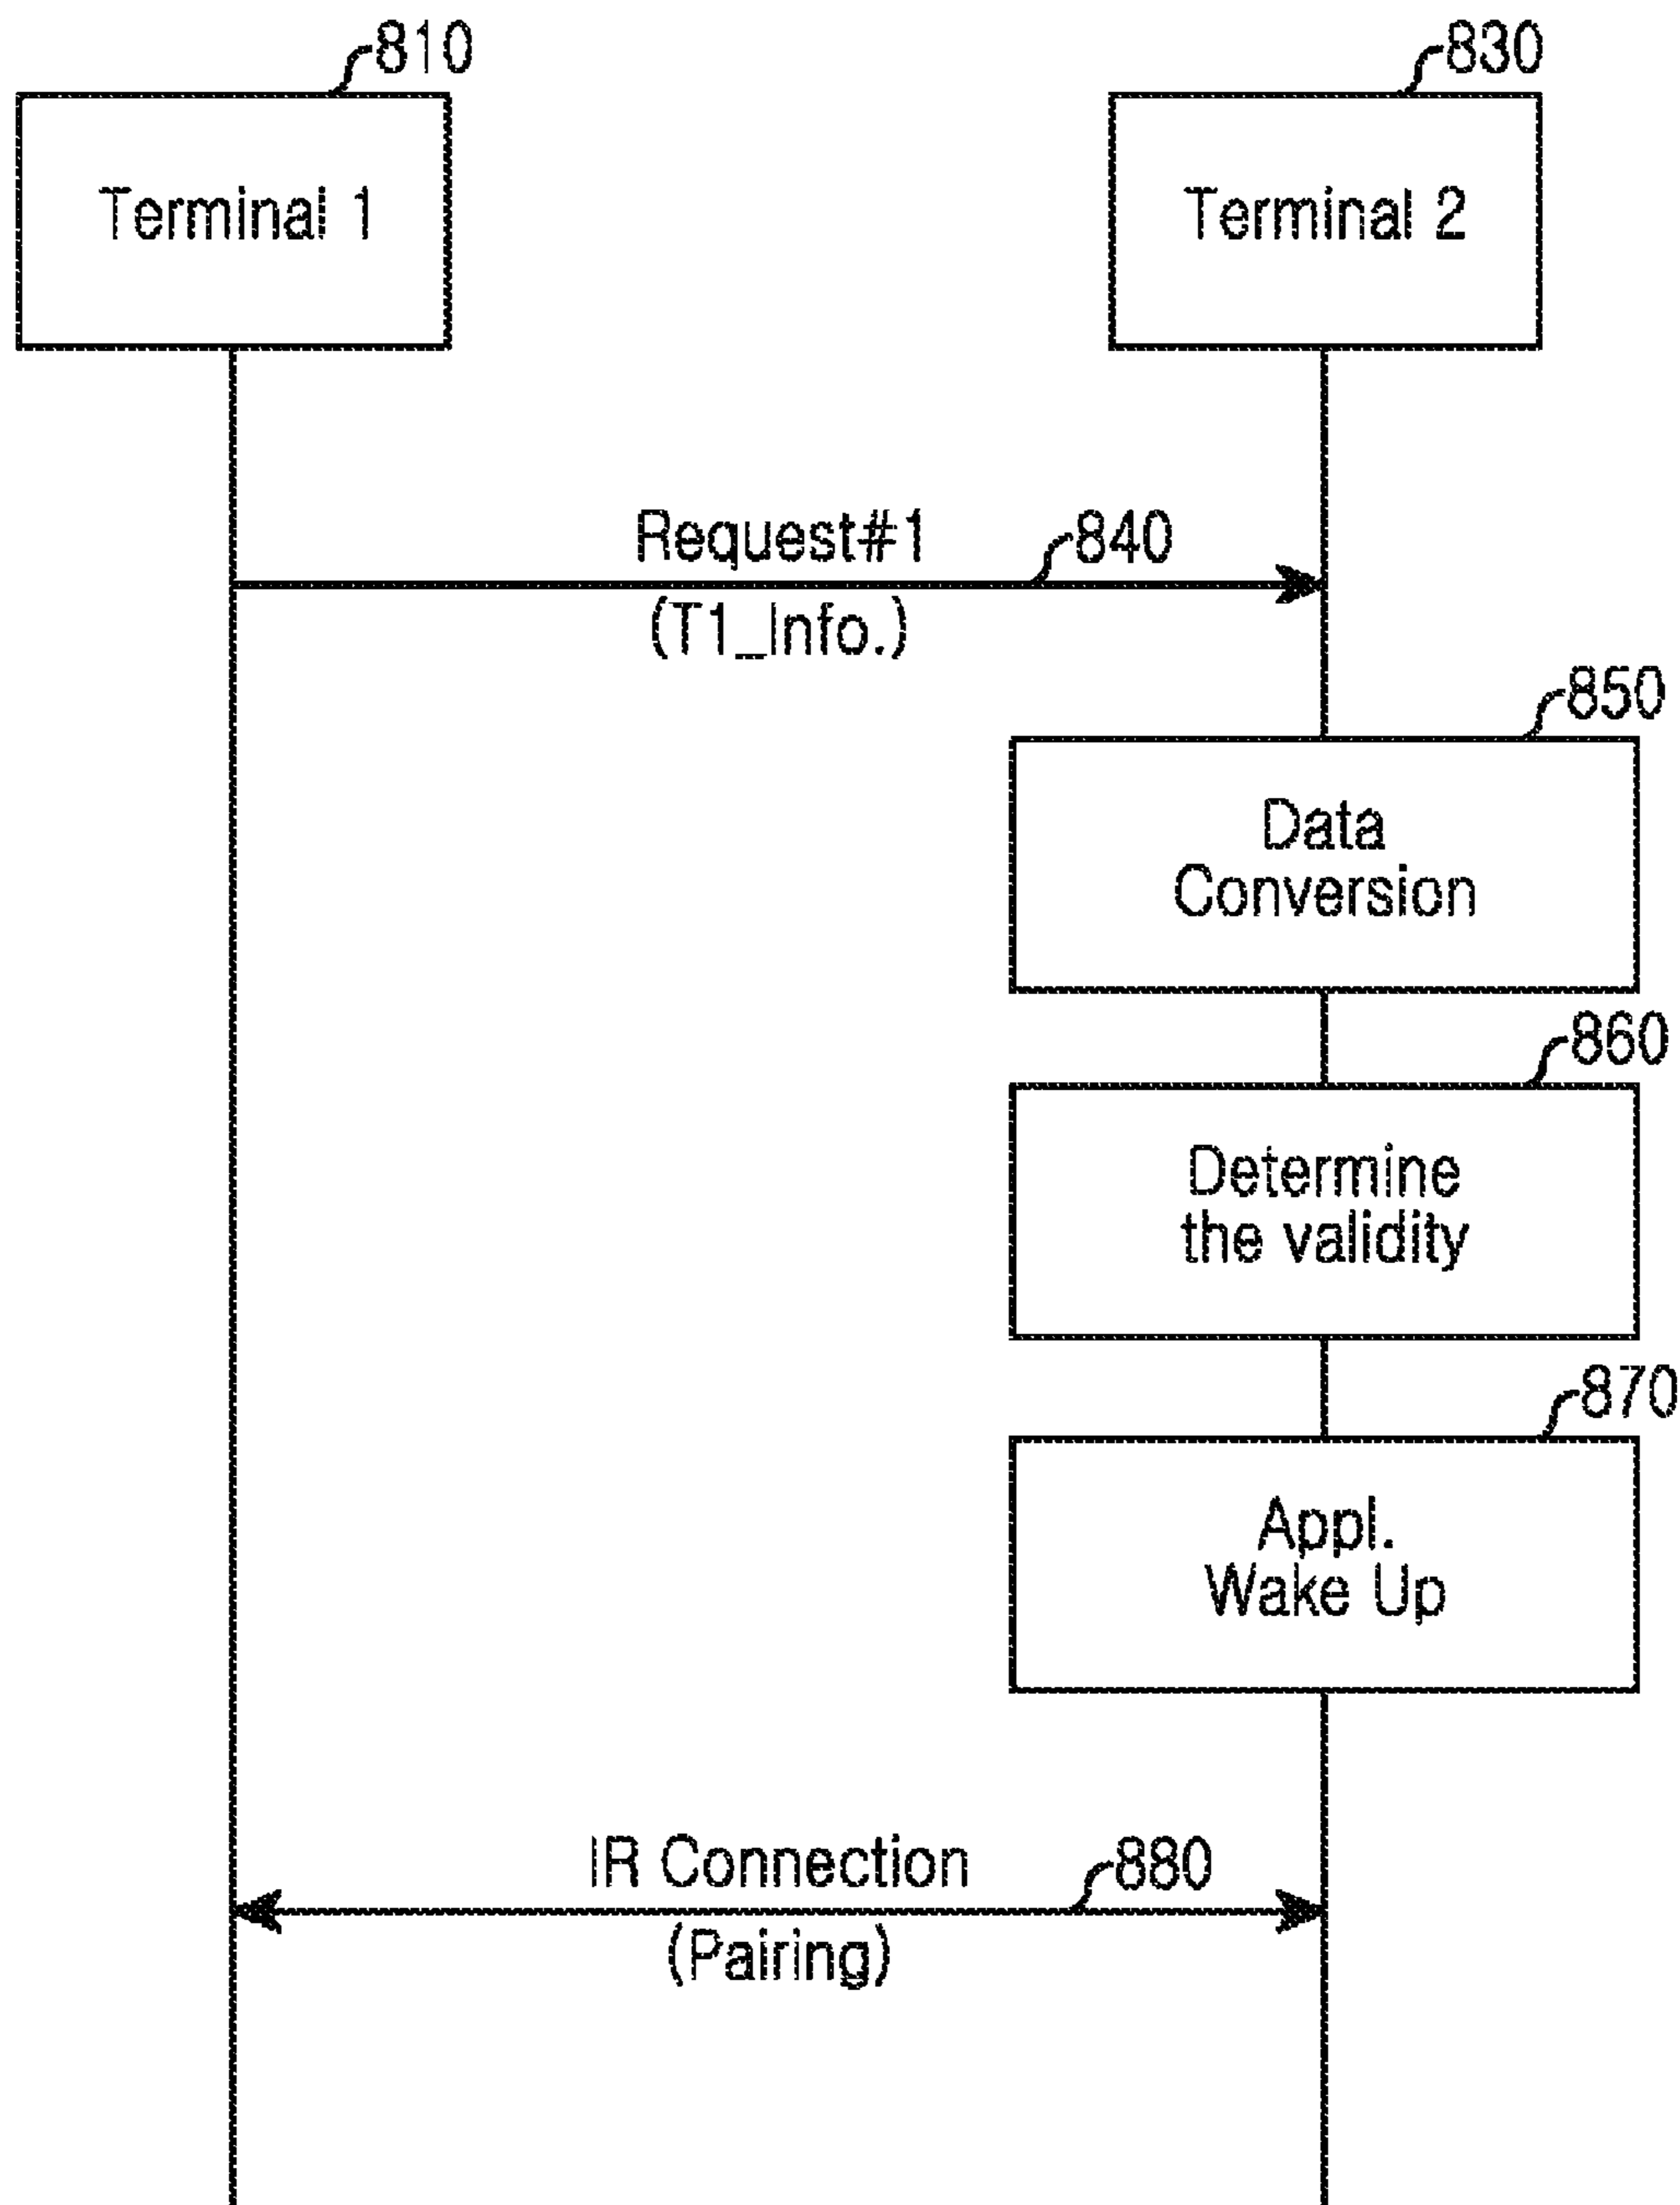 810
830
Terminal 1
Terminal 2
Request#1
840
(T1_Info.)
850
Data
Conversion
860
Determine
the validity
870
Appl.
Wake Up
IR Connection
880
(Pairing)